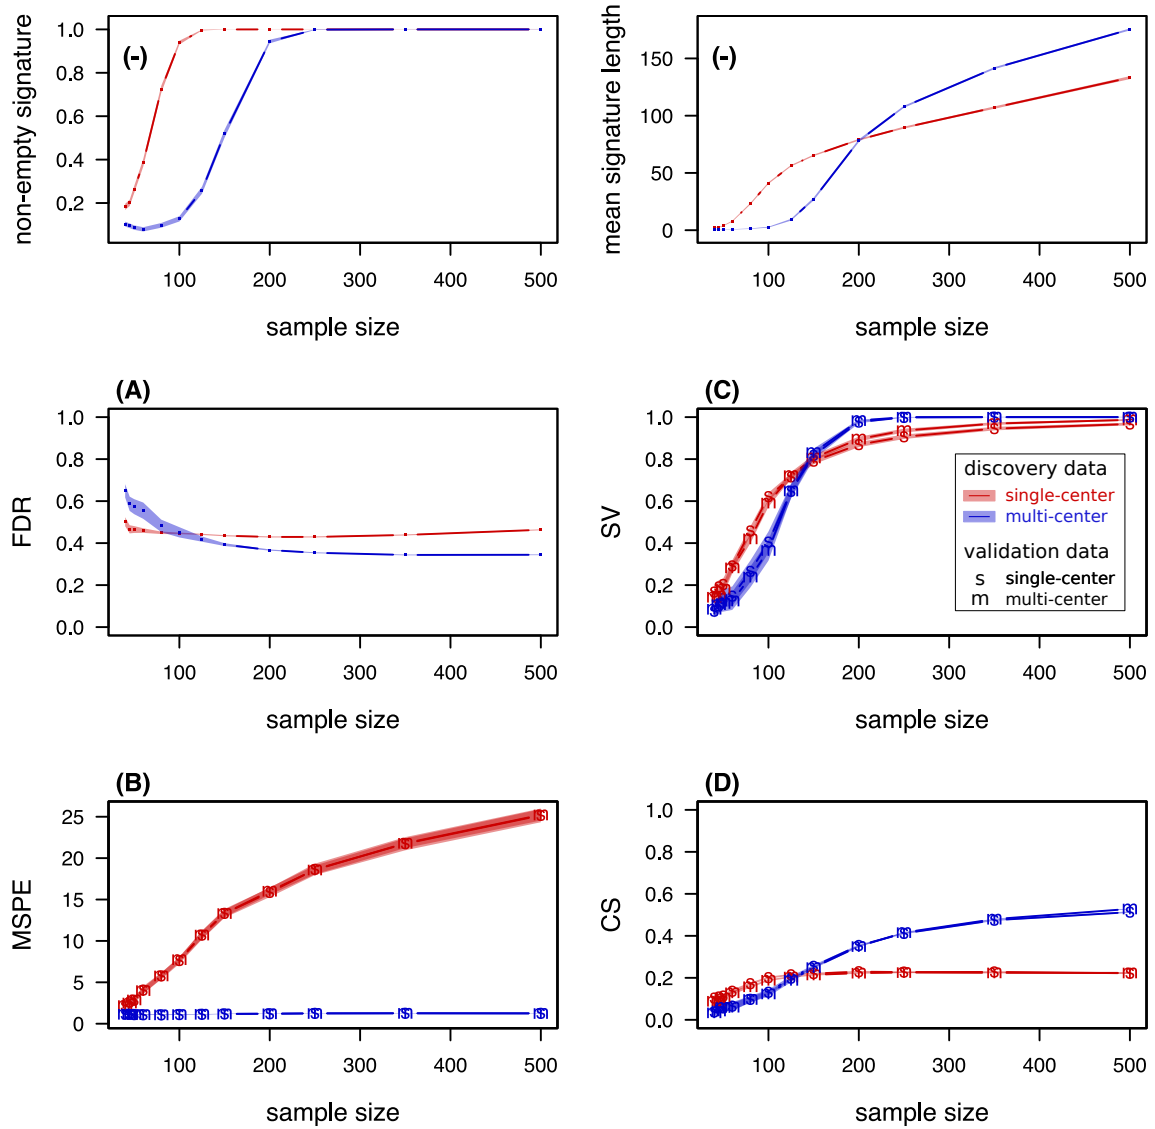 non-empty signature
(-)
1.0
0.8
0.6
0.4
0.2
100 200 300 400 500
sample size
mean signature length
(-)
150
100
50
0
100 200 300 400 500
sample size
(A)
FDR
1.0
0.8
0.6
0.4
0.2
0.0
100 200 300 400 500
sample size
(C)
SV
1.0
0.8
0.6
0.4
0.2
0.0
discovery data
single-center
multi-center
validation data
s single-center
m multi-center
100 200 300 400 500
sample size
(B)
MSPE
25
20
15
10
5
0
100 200 300 400 500
sample size
(D)
CS
1.0
0.8
0.6
0.4
0.2
0.0
100 200 300 400 500
sample size